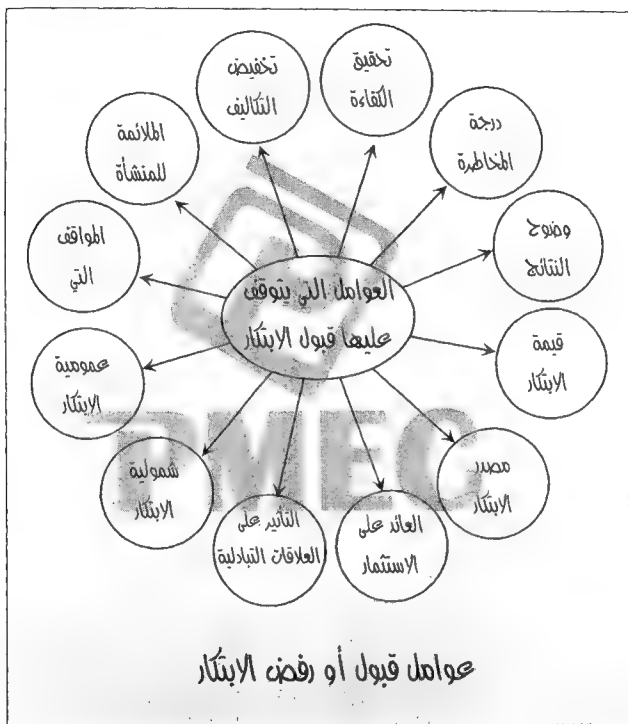 تحقيق
الكفاءة
تخفيض
التكاليف
درجة
المخاطرة
الملائمة
للمنشأة
وضوح
النتائج
المواقف
التي
العوامل التي يتوقف
عليها قبول الابتكار
قيمة
الابتكار
عمومية
الابتكار
مصدر
الابتكار
شمولية
الابتكار
العائد على
الاستثمار
التأثير على
العلاقات التبادلية
PMEC
عوامل قبول أو رفض الابتكار